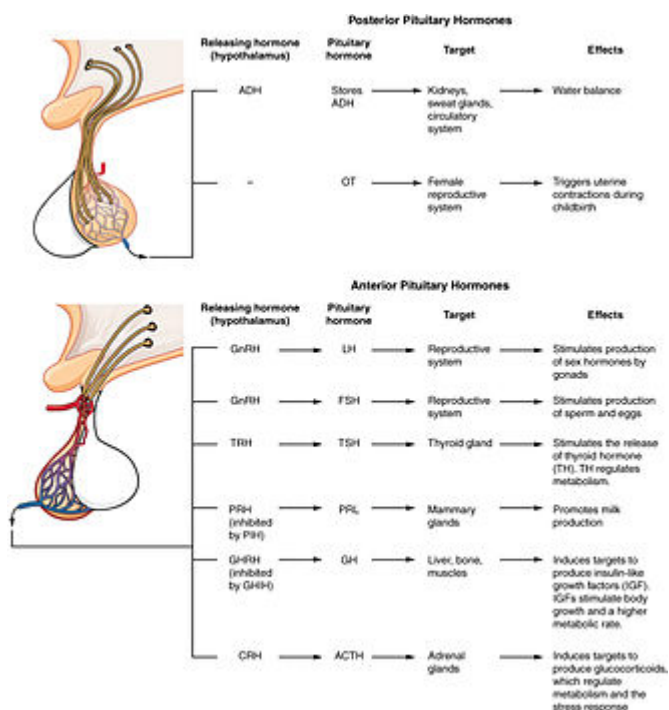 Posterior Pituitary Hormones
Releasing hormone Pituitary Target Effects
(hypothalamus) hormone
ADH Stores Kidneys, Water balance
ADH sweat glands,
circulatory
system
– OT Female Triggers uterine
reproductive contractions during
system childbirth
Anterior Pituitary Hormones
Releasing hormone Pituitary Target Effects
(hypothalamus) hormone
GnRH LH Reproductive Stimulates production
system of sex hormones by
gonads
GnRH FSH Reproductive Stimulates production
system of sperm and eggs
TRH TSH Thyroid gland Stimulates the release
of thyroid hormone
(TH). TH regulates
metabolism.
PRH PRL Mammary Promotes milk
(inhibited glands production
by PIH)
GHRH GH Liver, bone, Induces targets to
(inhibited muscles produce insulin-like
by GHIH) growth factors (IGF).
IGFs stimulate body
growth and a higher
metabolic rate.
CRH ACTH Adrenal Induces targets to
glands produce glucocorticoids,
which regulate
metabolism and the
stress response